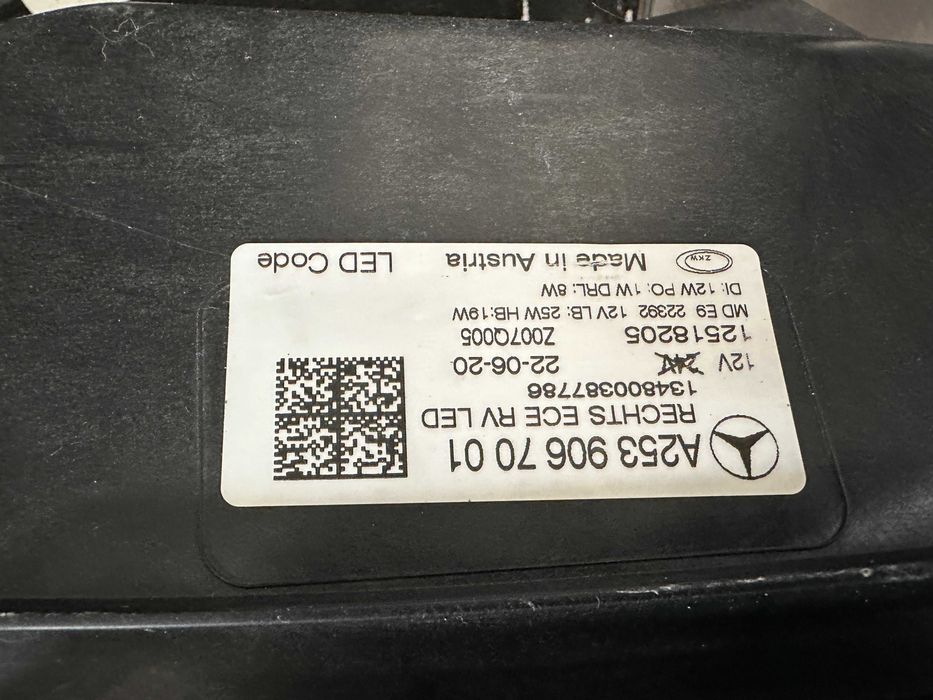 A253 906 70 01
RECHTS ECE RV LED
134800387786
12V 24V 22-06-20
12518205 Z007Q005
MD E9 22392 12V LB: 25W HB:19W
DI: 12W PO: 1W DRL: 8W
ZKW Made in Austria LED Code